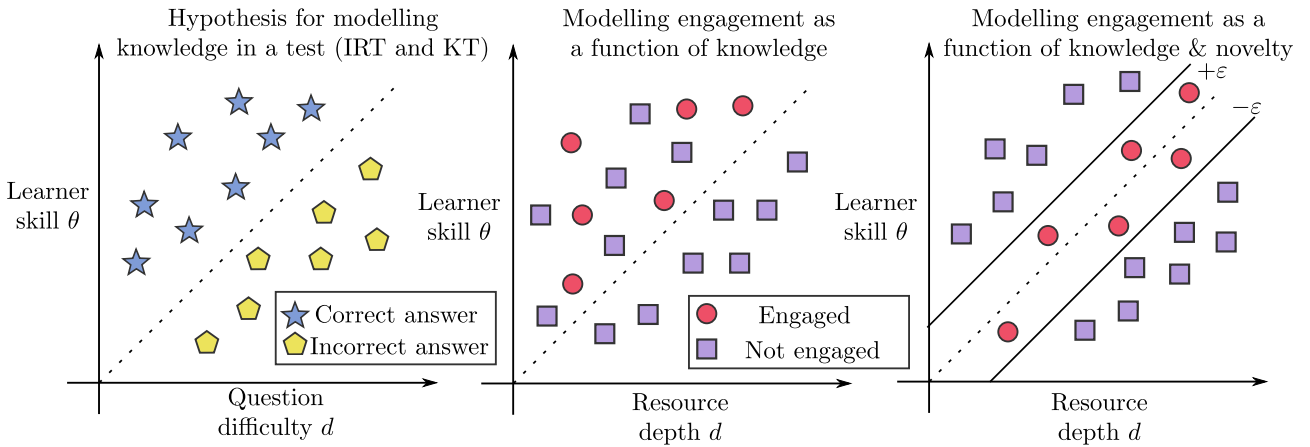 Hypothesis for modelling
knowledge in a test (IRT and KT)
Learner
skill θ
Correct answer
Incorrect answer
Question
difficulty d
Modelling engagement as
a function of knowledge
Learner
skill θ
Engaged
Not engaged
Resource
depth d
Modelling engagement as a
function of knowledge & novelty
+ε
−ε
Learner
skill θ
Resource
depth d